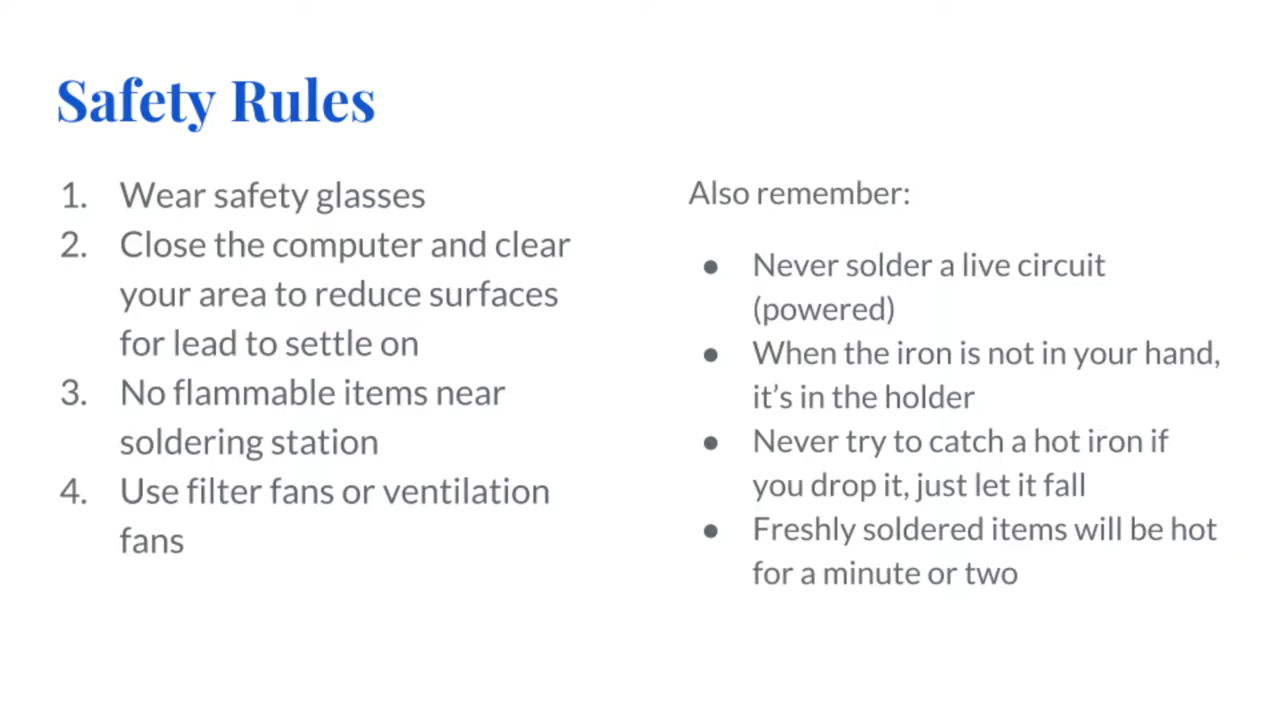 Safety Rules
1. Wear safety glasses
2. Close the computer and clear
your area to reduce surfaces
for lead to settle on
3. No flammable items near
soldering station
4. Use filter fans or ventilation
fans
Also remember:
● Never solder a live circuit
(powered)
● When the iron is not in your hand,
it’s in the holder
● Never try to catch a hot iron if
you drop it, just let it fall
● Freshly soldered items will be hot
for a minute or two